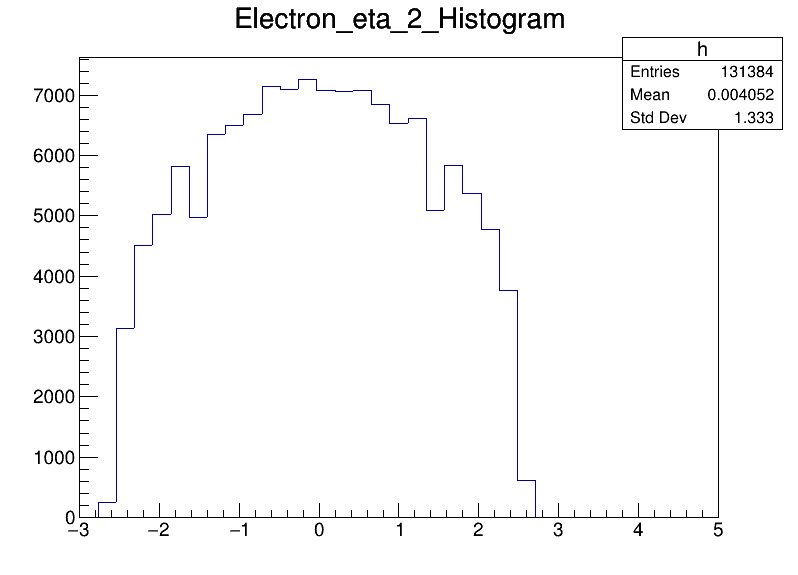 Electron_eta_2_Histogram
h
Entries 131384
Mean 0.004052
Std Dev 1.333
7000
6000
5000
4000
3000
2000
1000
0
−3 −2 −1 0 1 2 3 4 5